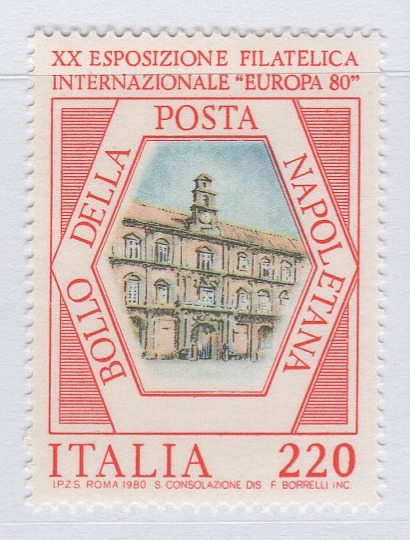 XX ESPOSIZIONE FILATELICA
INTERNAZIONALE “EUROPA 80”
BOLLO DELLA POSTA NAPOLETANA
ITALIA 220
I.P.Z.S. ROMA 1980 S. CONSOLAZIONE DIS F. BORRELLI INC.